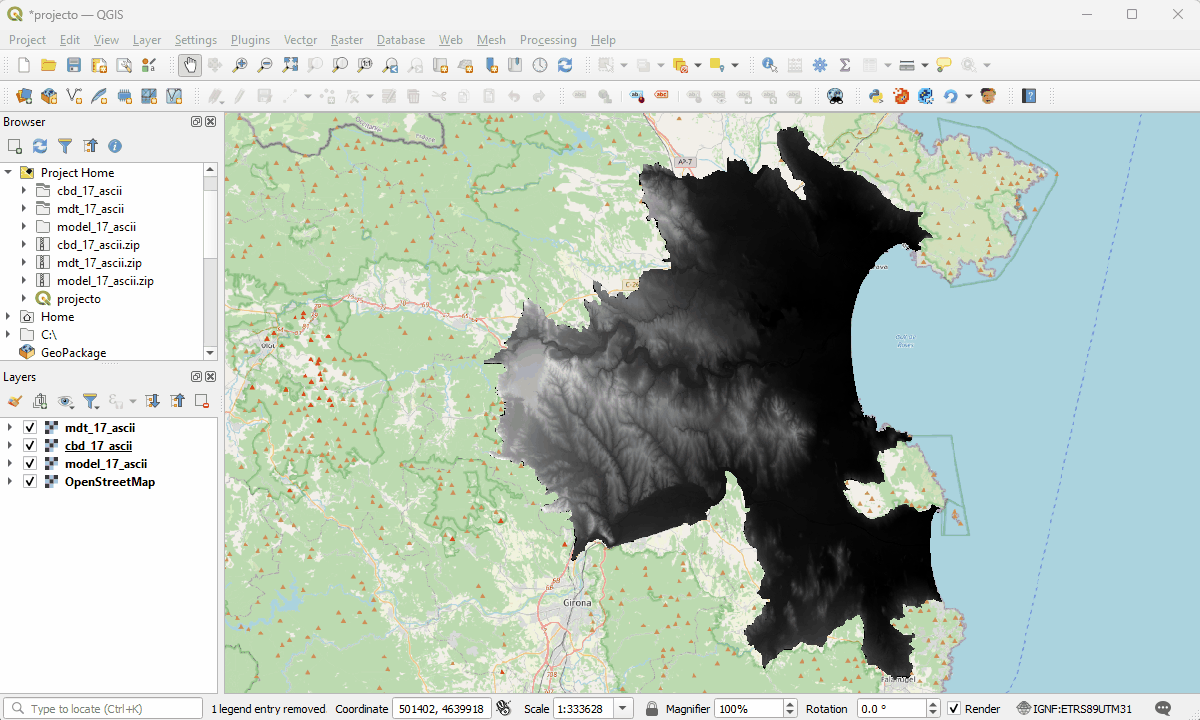 *projecto — QGIS
Project Edit View Layer Settings Plugins Vector Raster Database Web Mesh Processing Help
Browser
Project Home
cbd_17_ascii
mdt_17_ascii
model_17_ascii
cbd_17_ascii.zip
mdt_17_ascii.zip
model_17_ascii.zip
projecto
Home
C:\
GeoPackage
Layers
mdt_17_ascii
cbd_17_ascii
model_17_ascii
OpenStreetMap
Occitanie
France
AP-7
C-26
Olot
Golf de
Roses
Girona
Palafrugell
Type to locate (Ctrl+K) 1 legend entry removed Coordinate 501402, 4639918 Scale 1:333628 Magnifier 100% Rotation 0.0 ° Render IGNF:ETRS89UTM31